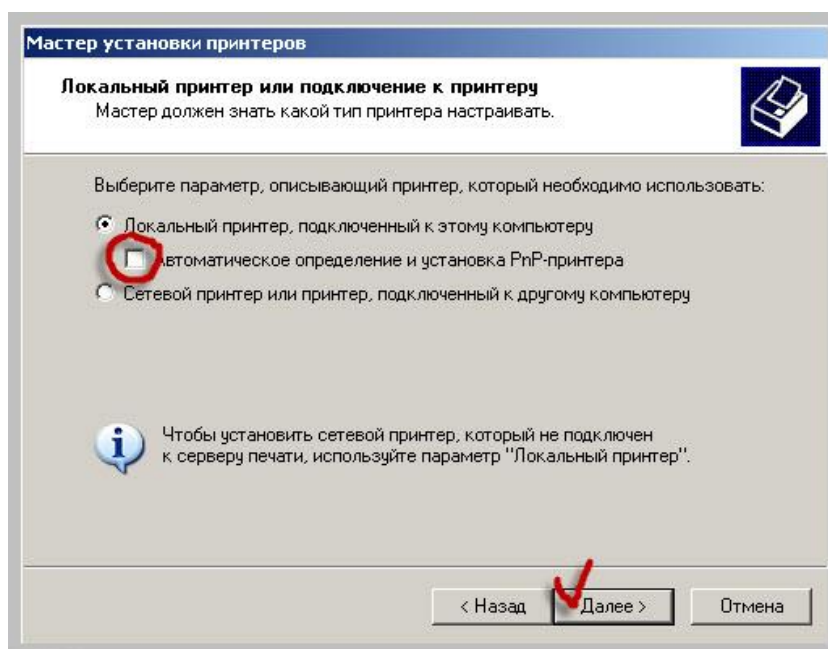 Мастер установки принтеров
Локальный принтер или подключение к принтеру
Мастер должен знать какой тип принтера настраивать.
Выберите параметр, описывающий принтер, который необходимо использовать:
Локальный принтер, подключенный к этому компьютеру
Автоматическое определение и установка PnP-принтера
Сетевой принтер или принтер, подключенный к другому компьютеру
Чтобы установить сетевой принтер, который не подключен
к серверу печати, используйте параметр "Локальный принтер".
< Назад Далее > Отмена